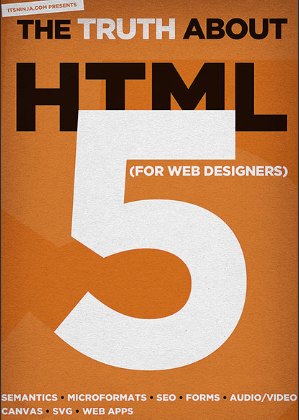 ITSNINJA.COM PRESENTS
THE TRUTH ABOUT
HTML
5
(FOR WEB DESIGNERS)
SEMANTICS • MICROFORMATS • SEO • FORMS • AUDIO/VIDEO
CANVAS • SVG • WEB APPS